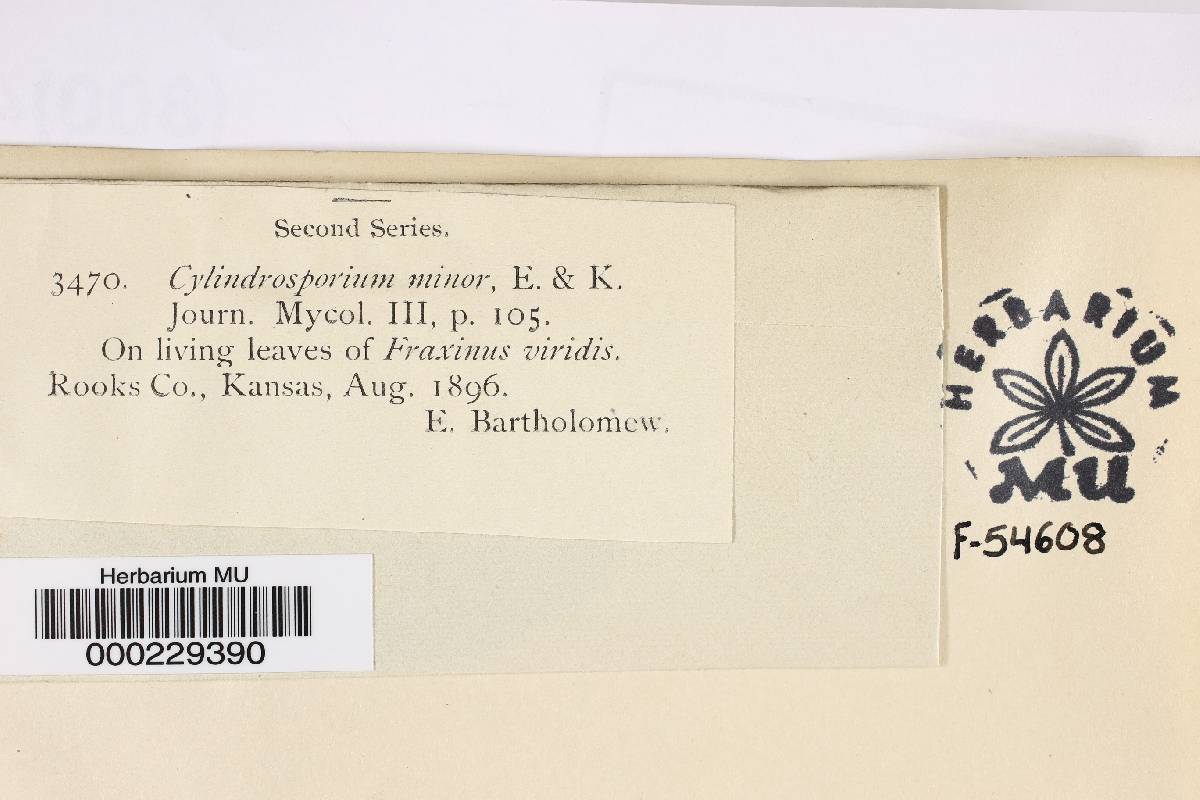 Second Series.
3470. Cylindrosporium minor, E. & K.
Journ. Mycol. III, p. 105.
On living leaves of Fraxinus viridis.
Rooks Co., Kansas, Aug. 1896.
E. Bartholomew.
HERBARIUM
MU
F-54608
Herbarium MU
000229390